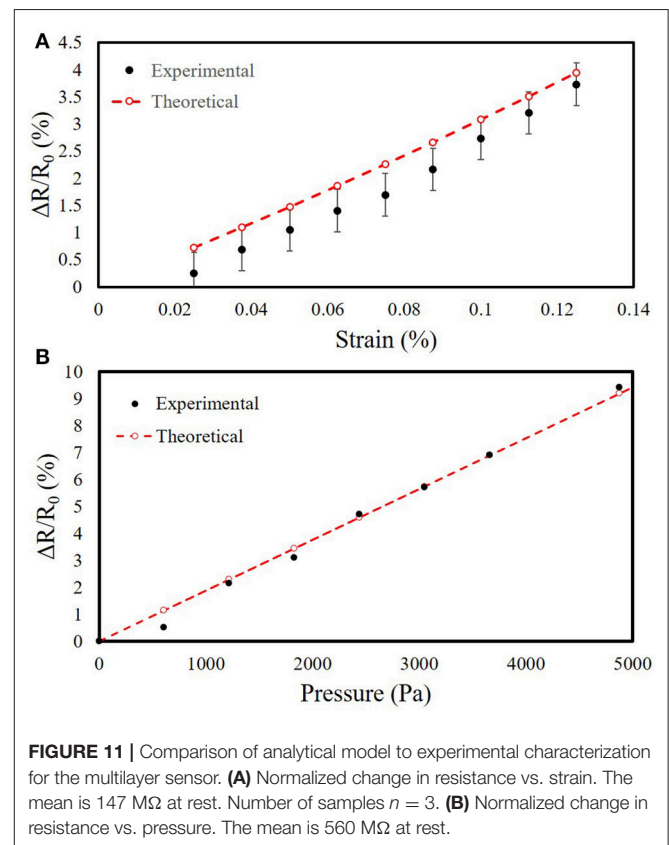 A
4.5
4
3.5
3
2.5
2
1.5
1
0.5
0
ΔR/R₀ (%)
Experimental
Theoretical
0 0.02 0.04 0.06 0.08 0.1 0.12 0.14
Strain (%)
B
10
9
8
7
6
5
4
3
2
1
0
ΔR/R₀ (%)
Experimental
Theoretical
0 1000 2000 3000 4000 5000
Pressure (Pa)
FIGURE 11 | Comparison of analytical model to experimental characterization
for the multilayer sensor. (A) Normalized change in resistance vs. strain. The
mean is 147 MΩ at rest. Number of samples n = 3. (B) Normalized change in
resistance vs. pressure. The mean is 560 MΩ at rest.